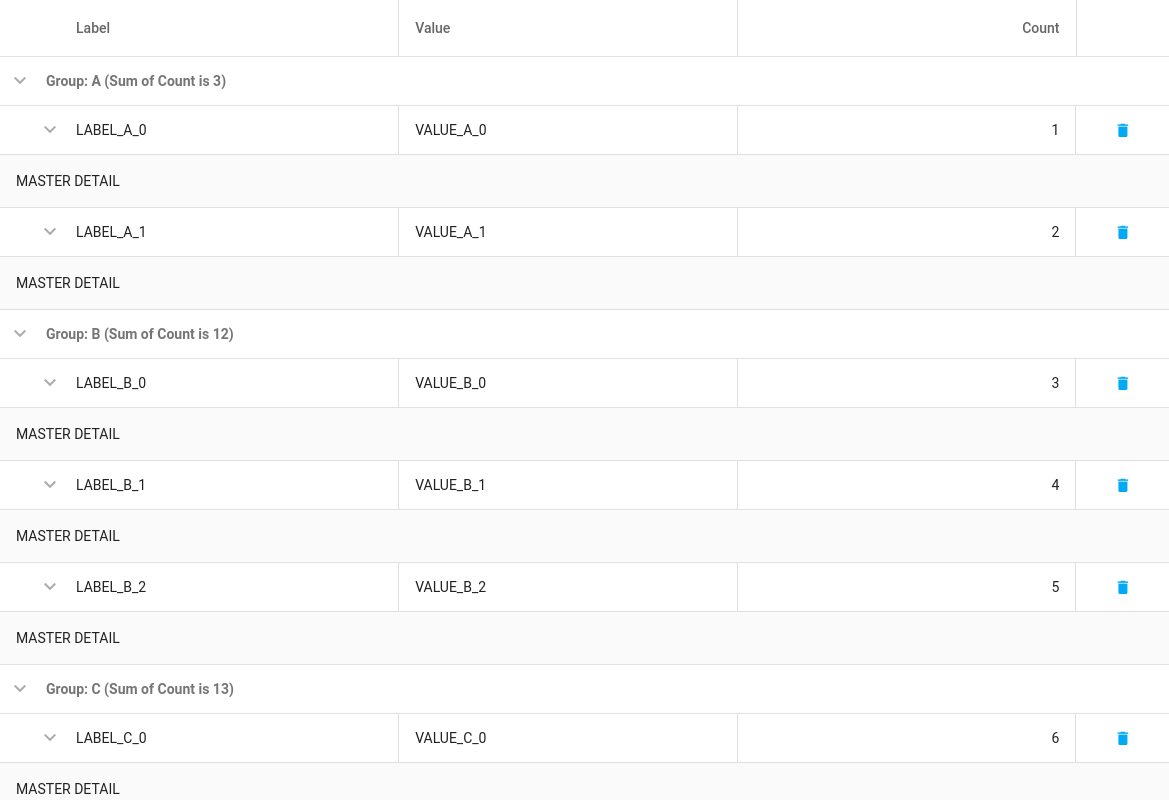 Label Value Count
Group: A (Sum of Count is 3)
LABEL_A_0 VALUE_A_0 1
MASTER DETAIL
LABEL_A_1 VALUE_A_1 2
MASTER DETAIL
Group: B (Sum of Count is 12)
LABEL_B_0 VALUE_B_0 3
MASTER DETAIL
LABEL_B_1 VALUE_B_1 4
MASTER DETAIL
LABEL_B_2 VALUE_B_2 5
MASTER DETAIL
Group: C (Sum of Count is 13)
LABEL_C_0 VALUE_C_0 6
MASTER DETAIL